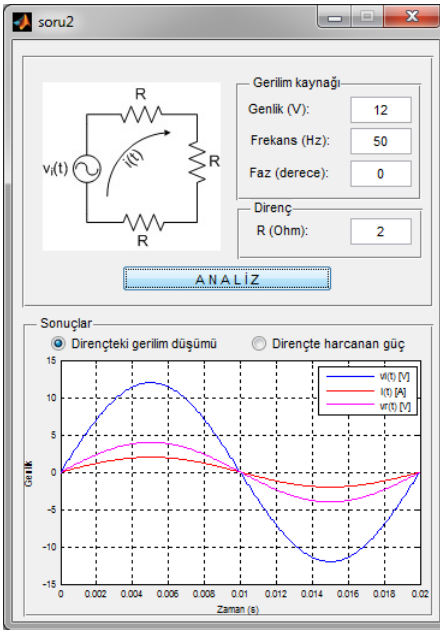 soru2
R
R
R
vi(t)
i(t)
Gerilim kaynağı
Genlik (V): 12
Frekans (Hz): 50
Faz (derece): 0
Direnç
R (Ohm): 2
A N A L İ Z
Sonuçlar
Dirençteki gerilim düşümü
Dirençte harcanan güç
vi(t) [V]
i(t) [A]
vr(t) [V]
Genlik
15
10
5
0
-5
-10
-15
0 0.002 0.004 0.006 0.008 0.01 0.012 0.014 0.016 0.018 0.02
Zaman (s)